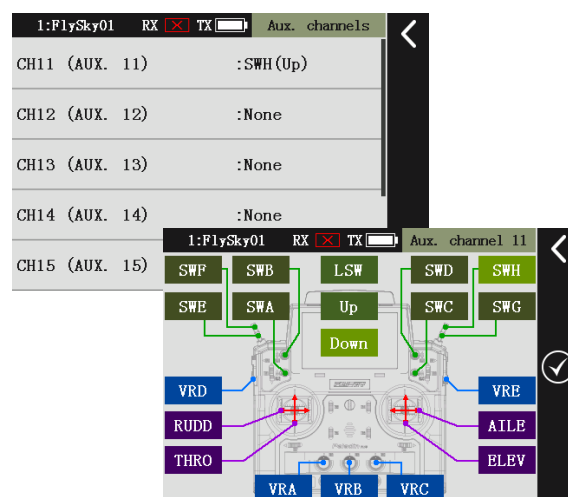 1:FlySky01 RX TX Aux. channels
CH11 (AUX. 11) :SWH(Up)
CH12 (AUX. 12) :None
CH13 (AUX. 13) :None
CH14 (AUX. 14) :None
CH15 (AUX. 15)
1:FlySky01 RX TX Aux. channel 11
SWF SWB LSW SWD SWH
SWE SWA Up SWC SWG
Down
VRD VRE
RUDD AILE
THRO ELEV
VRA VRB VRC